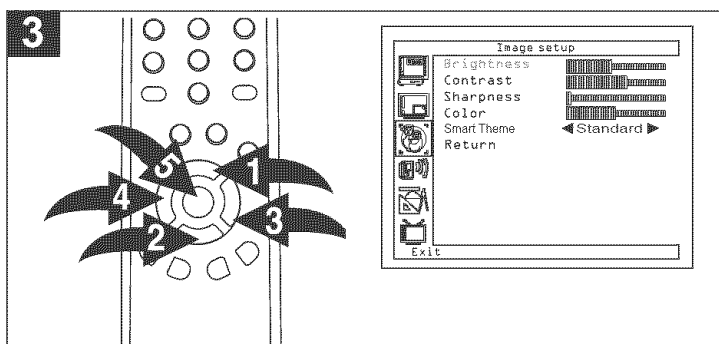 3
1
5
4
3
2
Image setup
Brightness
Contrast
Sharpness
Color
Smart Theme ◀ Standard ▶
Return
Exit